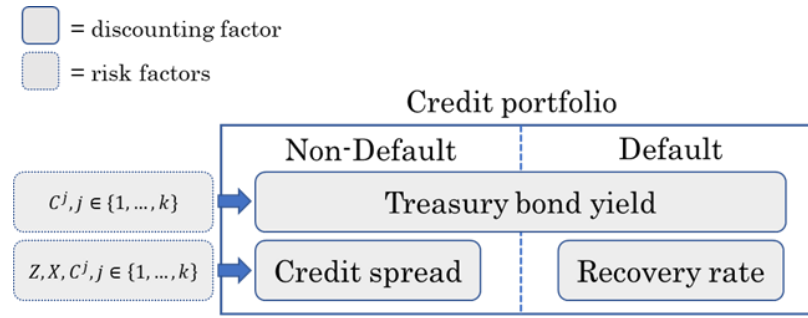 = discounting factor
= risk factors
Credit portfolio
Non-Default Default
C^j, j ∈ {1, ..., k}
Treasury bond yield
Z, X, C^j, j ∈ {1, ..., k}
Credit spread
Recovery rate